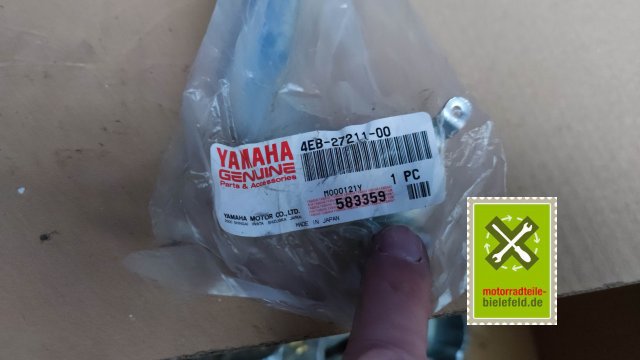 4EB-27211-00
YAMAHA
GENUINE
Parts & Accessories
M000121Y
1 PC
583359
YAMAHA MOTOR CO.,LTD.
MADE IN JAPAN
motorradteile-
bielefeld.de